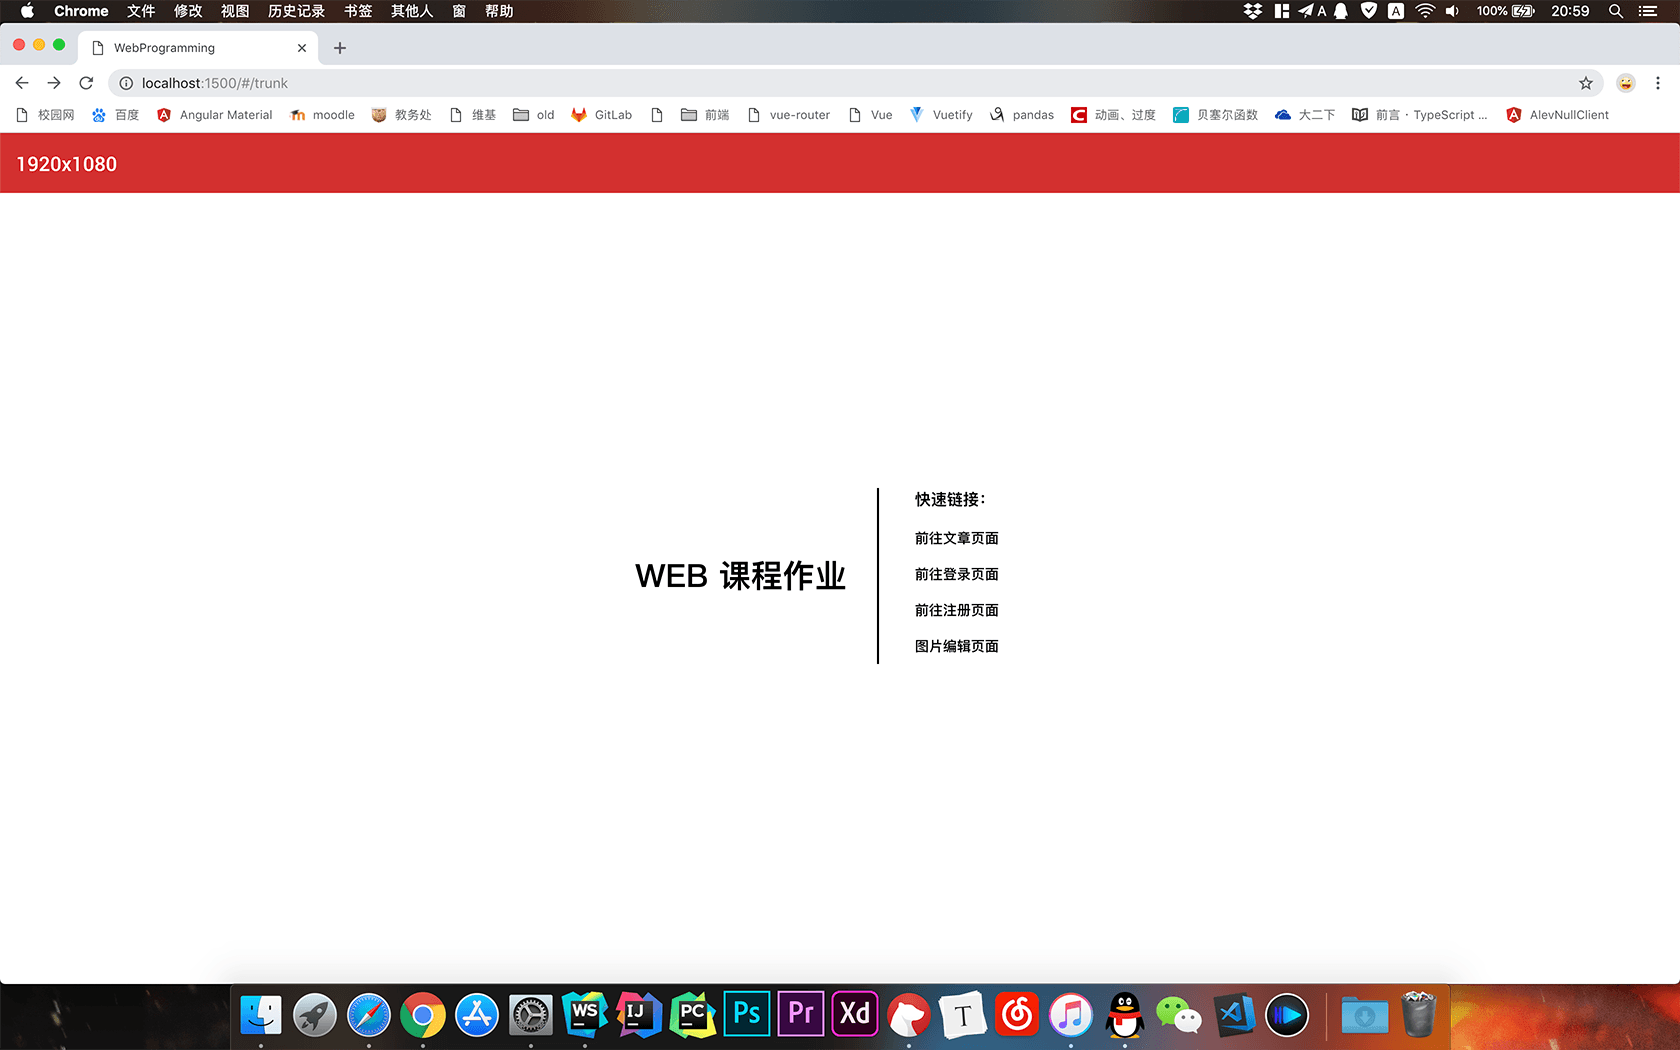 Chrome 文件 修改 视图 历史记录 书签 其他人 窗 帮助 A A 100% 20:59
WebProgramming
localhost:1500/#/trunk
校园网 百度 Angular Material moodle 教务处 维基 old GitLab 前端 vue-router Vue Vuetify pandas 动画、过度 贝塞尔函数 大二下 前言 · TypeScript ... AlevNullClient
1920x1080
WEB 课程作业
快速链接：
前往文章页面
前往登录页面
前往注册页面
图片编辑页面
WS IJ PC Ps Pr Xd T